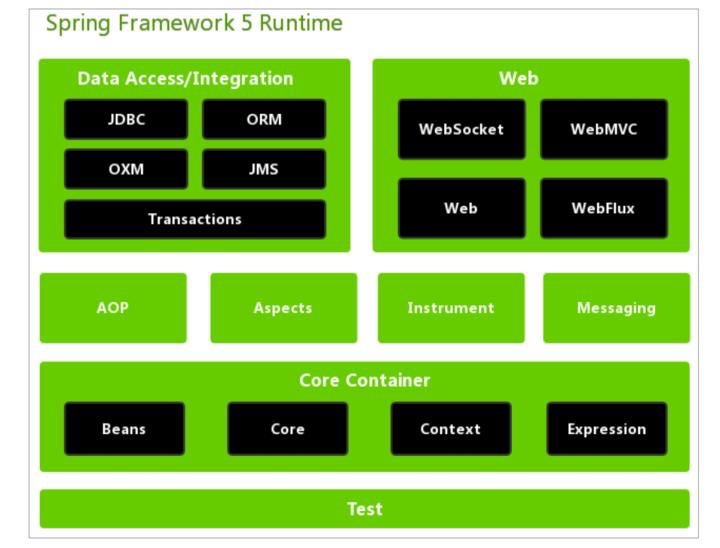 Spring Framework 5 Runtime
Data Access/Integration
JDBC
ORM
OXM
JMS
Transactions
Web
WebSocket
WebMVC
Web
WebFlux
AOP
Aspects
Instrument
Messaging
Core Container
Beans
Core
Context
Expression
Test